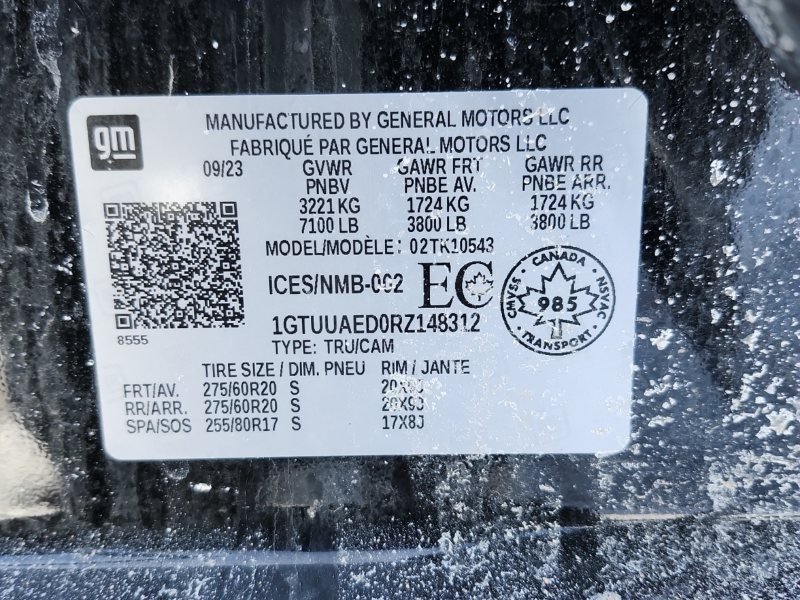 gm
MANUFACTURED BY GENERAL MOTORS LLC
FABRIQUÉ PAR GENERAL MOTORS LLC
09/23 GVWR GAWR FRT GAWR RR
PNBV PNBE AV. PNBE ARR.
3221 KG 1724 KG 1724 KG
7100 LB 3800 LB 3800 LB
MODEL/MODÈLE : 02TK10543
ICES/NMB-002 EC
CANADA
CMVSS 985 NSVAC
TRANSPORT
1GTUUAED0RZ148312
8555
TYPE: TRU/CAM
TIRE SIZE / DIM. PNEU RIM / JANTE
FRT/AV. 275/60R20 S 20X9J
RR/ARR. 275/60R20 S 20X9J
SPA/SOS 255/80R17 S 17X8J